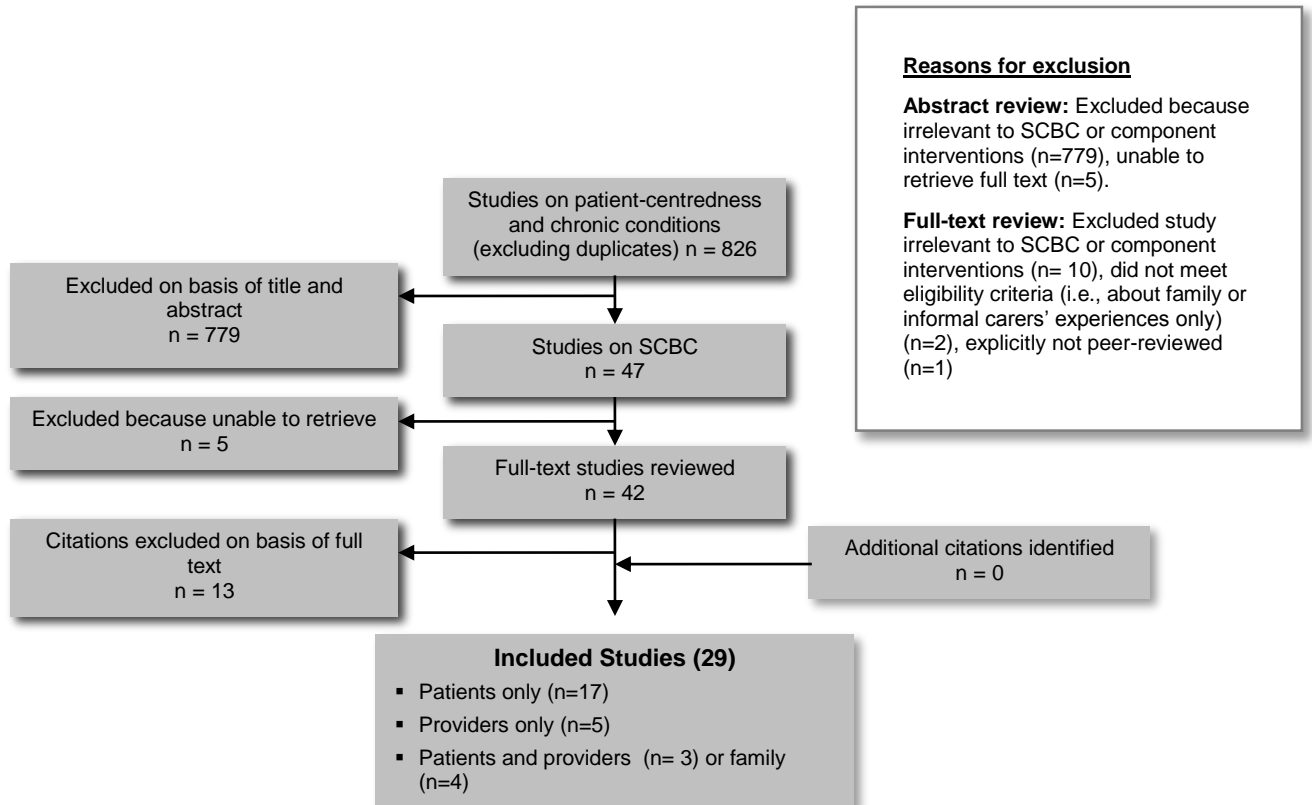 Studies on patient-centredness
and chronic conditions
(excluding duplicates) n = 826
Excluded on basis of title and
abstract
n = 779
Studies on SCBC
n = 47
Excluded because unable to retrieve
n = 5
Full-text studies reviewed
n = 42
Citations excluded on basis of full
text
n = 13
Additional citations identified
n = 0
Included Studies (29)
▪ Patients only (n=17)
▪ Providers only (n=5)
▪ Patients and providers (n= 3) or family
(n=4)
Reasons for exclusion
Abstract review: Excluded because
irrelevant to SCBC or component
interventions (n=779), unable to
retrieve full text (n=5).
Full-text review: Excluded study
irrelevant to SCBC or component
interventions (n= 10), did not meet
eligibility criteria (i.e., about family or
informal carers' experiences only)
(n=2), explicitly not peer-reviewed
(n=1)